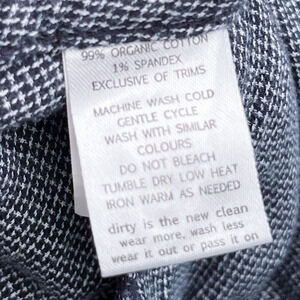 99% ORGANIC COTTON
1% SPANDEX
EXCLUSIVE OF TRIMS
MACHINE WASH COLD
GENTLE CYCLE
WASH WITH SIMILAR
COLOURS
DO NOT BLEACH
TUMBLE DRY LOW HEAT
IRON WARM AS NEEDED
dirty is the new clean
wear more, wash less
wear it out or pass it on